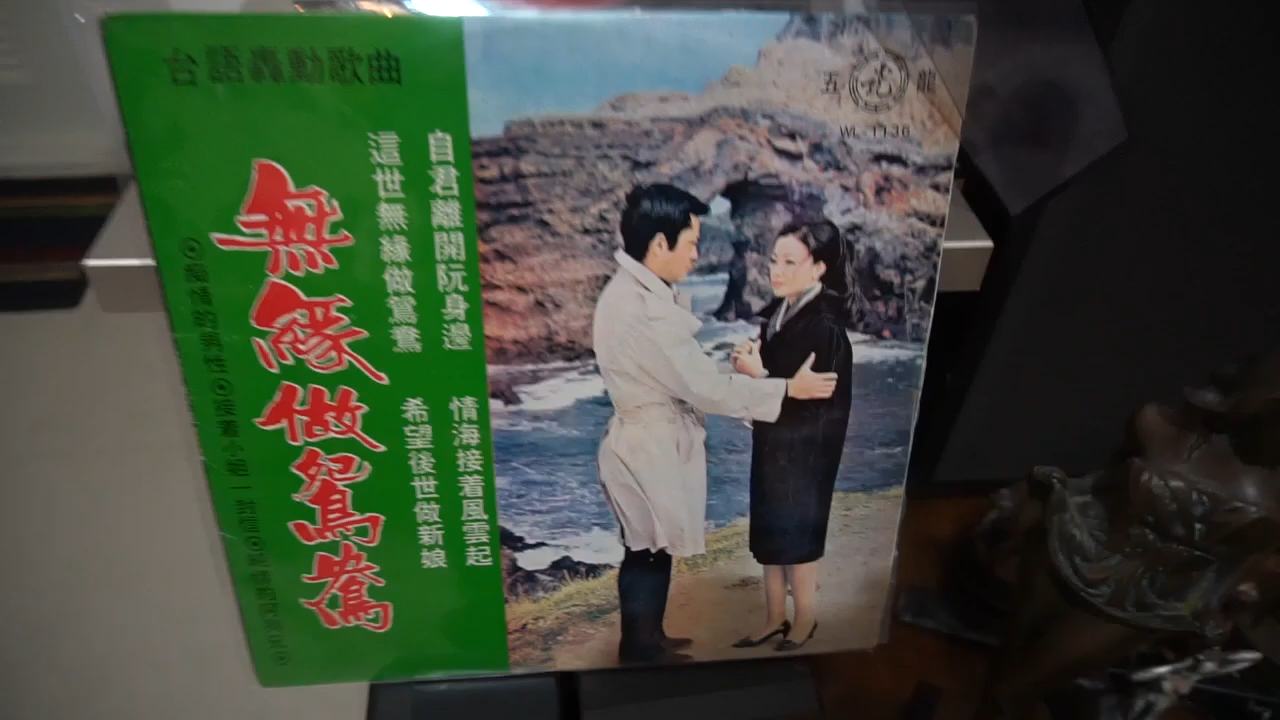 台語轟動歌曲
五 龍
WL-1136
自君離開阮身邊 情海接着風雲起
這世無緣做鴛鴦 希望後世做新娘
無緣做鴛鴦